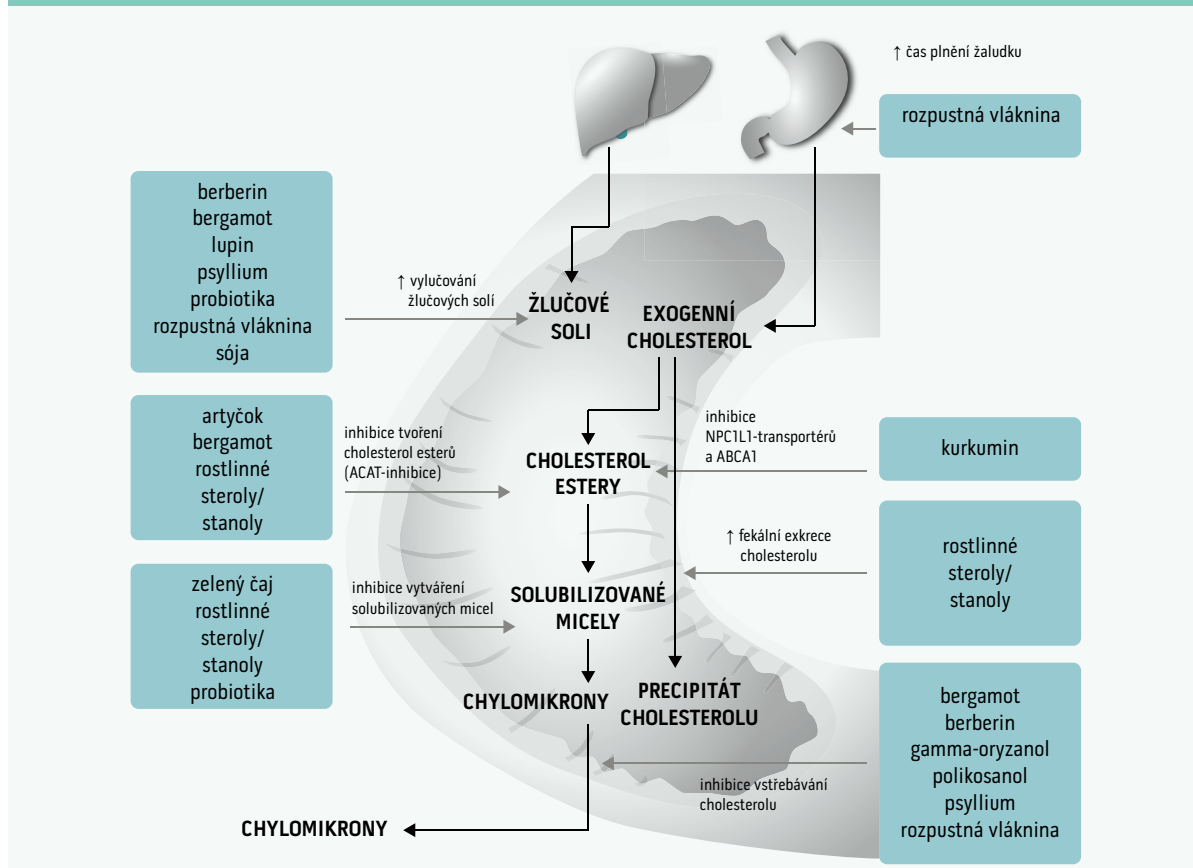 ↑ čas plnění žaludku
rozpustná vláknina
berberin
bergamot
lupin
psyllium
probiotika
rozpustná vláknina
sója
↑ vylučování
žlučových solí
ŽLUČOVÉ
SOLI
EXOGENNÍ
CHOLESTEROL
artyčok
bergamot
rostlinné
steroly/
stanoly
inhibice tvoření
cholesterol esterů
(ACAT-inhibice)
CHOLESTEROL
ESTERY
inhibice
NPC1L1-transportérů
a ABCA1
kurkumin
↑ fekální exkrece
cholesterolu
rostlinné
steroly/
stanoly
zelený čaj
rostlinné
steroly/
stanoly
probiotika
inhibice vytváření
solubilizovaných micel
SOLUBILIZOVANÉ
MICELY
CHYLOMIKRONY
PRECIPITÁT
CHOLESTEROLU
bergamot
berberin
gamma-oryzanol
polikosanol
psyllium
rozpustná vláknina
inhibice vstřebávání
cholesterolu
CHYLOMIKRONY